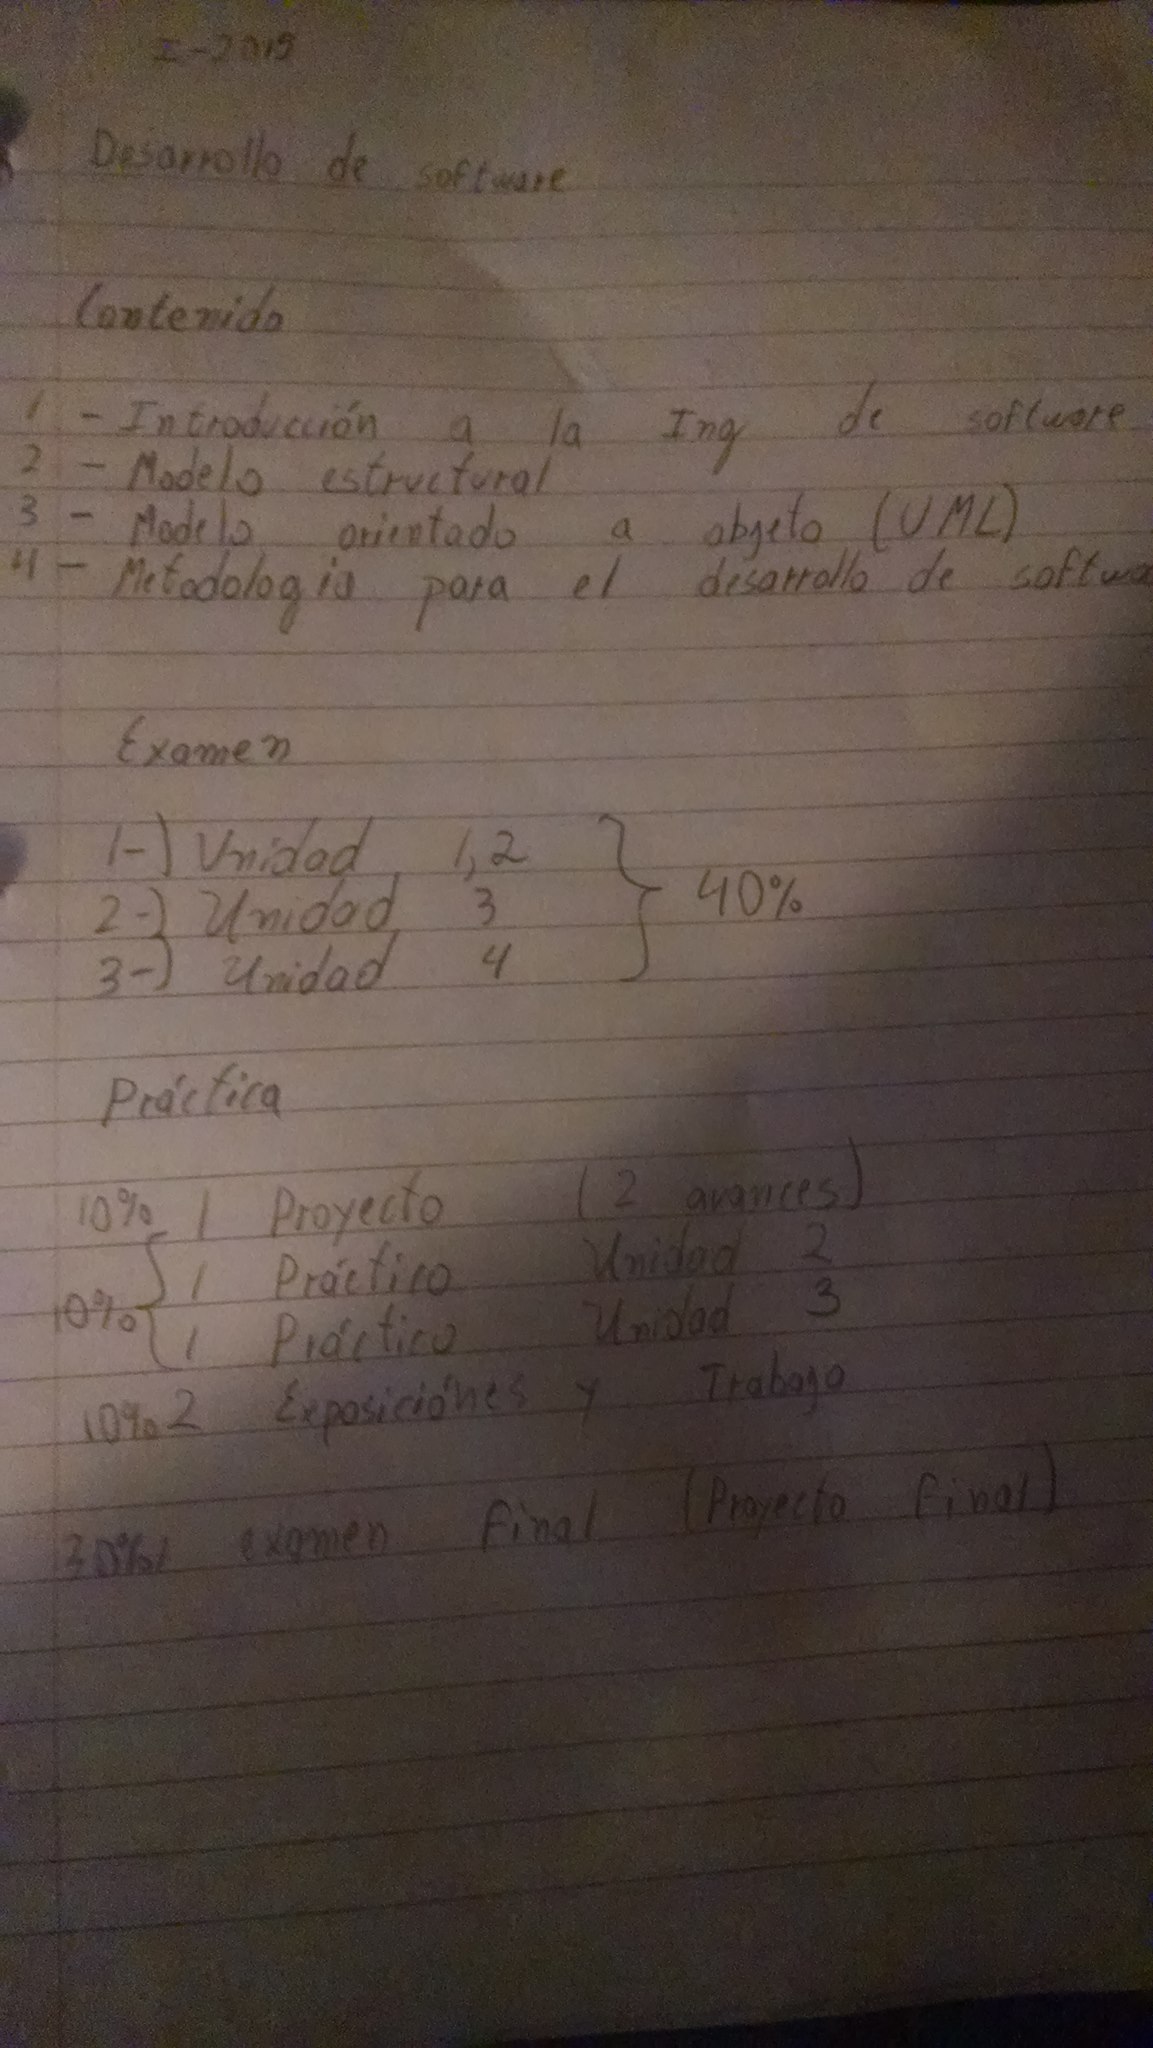 I-2015
Desarrollo de software
Contenido
1 - Introducción a la Ing de software
2 - Modelo estructural
3 - Modelo orientado a objeto (UML)
4 - Metodologia para el desarrollo de softwa
Examen
1-) Unidad 1,2
2-) Unidad 3 40%
3-) Unidad 4
Práctica
10% 1 Proyecto (2 avances)
1 Práctico Unidad 2
10%
1 Práctico Unidad 3
10% 2 Exposiciónes y Trabajo
30% 1 examen final (Proyecto final)